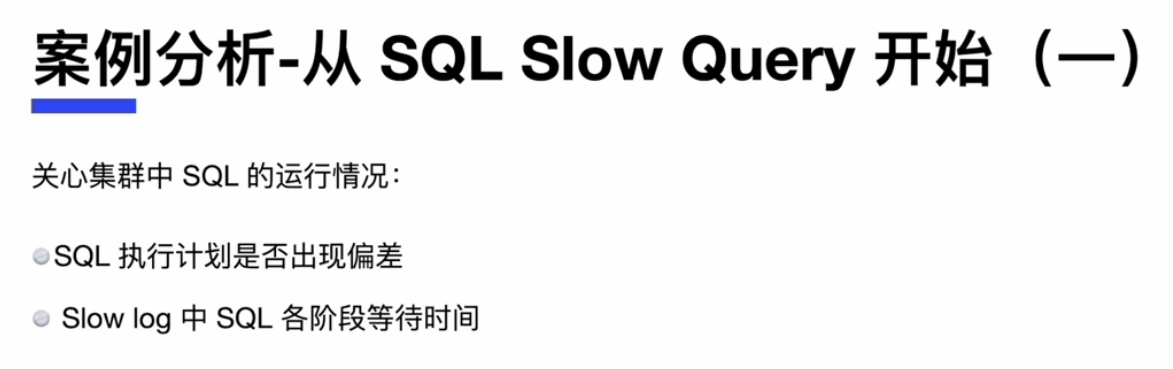 案例分析-从 SQL Slow Query 开始（一）
关心集群中 SQL 的运行情况：
SQL 执行计划是否出现偏差
Slow log 中 SQL 各阶段等待时间